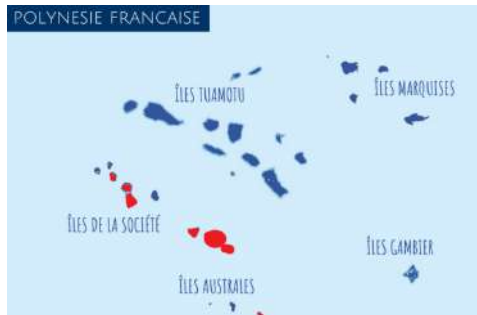 POLYNESIE FRANCAISE
ÎLES TUAMOTU
ÎLES MARQUISES
ÎLES DE LA SOCIÉTÉ
ÎLES GAMBIER
ÎLES AUSTRALES